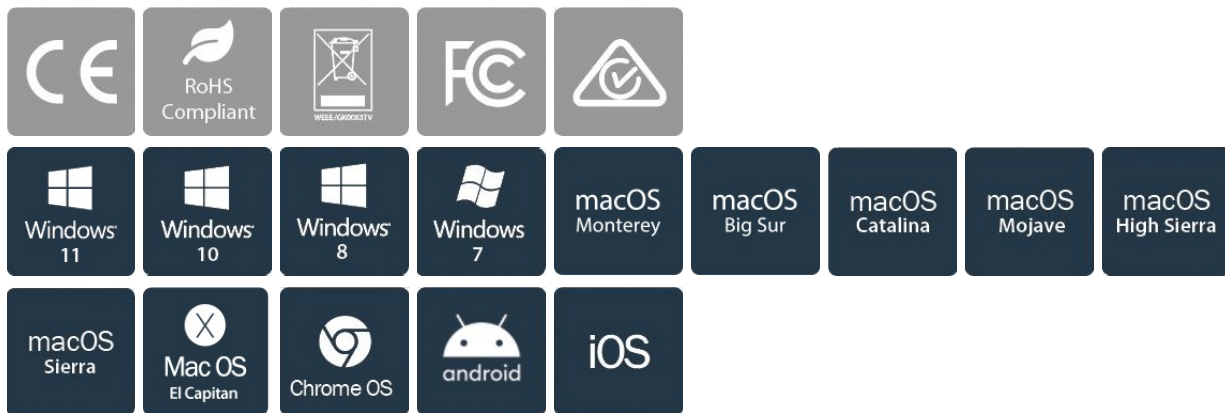 CE
RoHS
Compliant
WEEE/GK0083TV
FC
Windows
11
Windows
10
Windows
8
Windows
7
macOS
Monterey
macOS
Big Sur
macOS
Catalina
macOS
Mojave
macOS
High Sierra
macOS
Sierra
X
Mac OS
El Capitan
Chrome OS
android
iOS